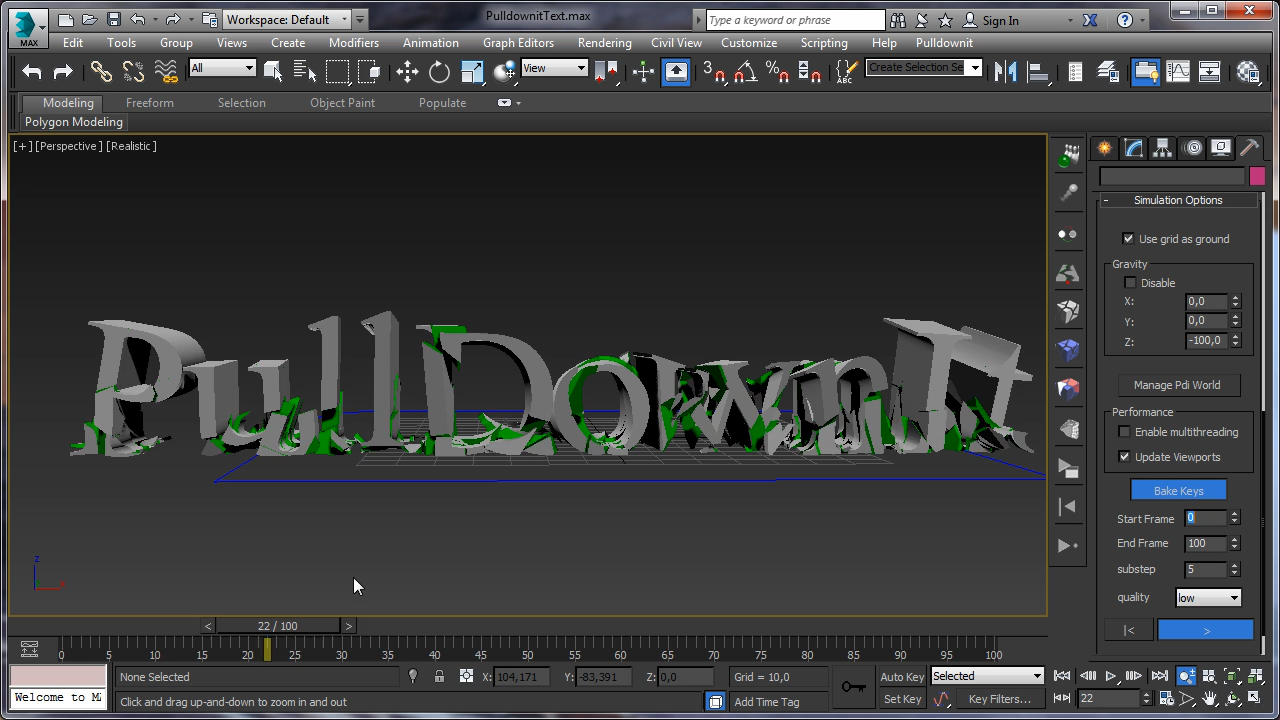 MAX
Workspace: Default
PulldownitText.max
Type a keyword or phrase
Sign In
Edit Tools Group Views Create Modifiers Animation Graph Editors Rendering Civil View Customize Scripting Help Pulldownit
All
View
3
%
ABC
Create Selection Se
Modeling Freeform Selection Object Paint Populate
Polygon Modeling
[+] [Perspective] [Realistic]
PullDownIt
Simulation Options
Use grid as ground
Gravity
Disable
X: 0,0
Y: 0,0
Z: -100,0
Manage Pdi World
Performance
Enable multithreading
Update Viewports
Bake Keys
Start Frame 0
End Frame 100
substep 5
quality low
|< >
z
x
< 22 / 100 >
0 5 10 15 20 25 30 35 40 45 50 55 60 65 70 75 80 85 90 95 100
None Selected
X: 104,171 Y: -83,391 Z: 0,0
Grid = 10,0
Auto Key Selected
Welcome to MA
Click and drag up-and-down to zoom in and out
Add Time Tag
Set Key Key Filters...
22